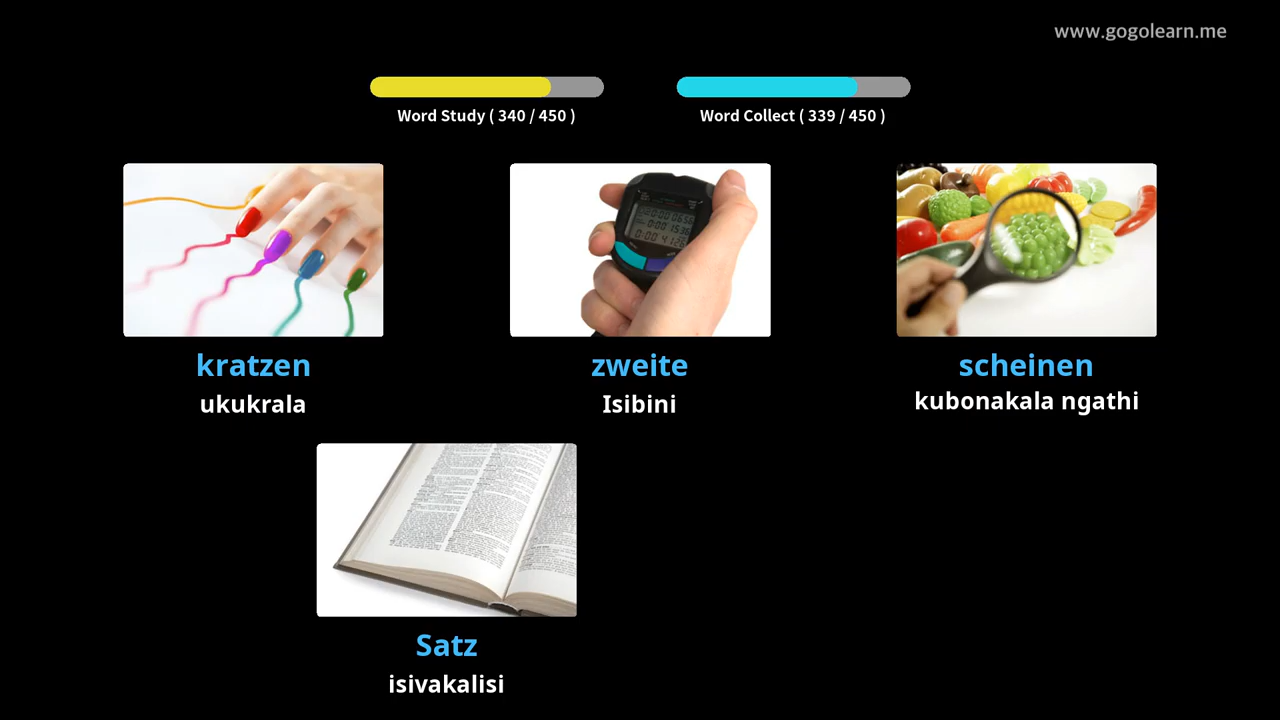 www.gogolearn.me
Word Study ( 340 / 450 )
Word Collect ( 339 / 450 )
kratzen
ukukrala
zweite
Isibini
scheinen
kubonakala ngathi
Satz
isivakalisi